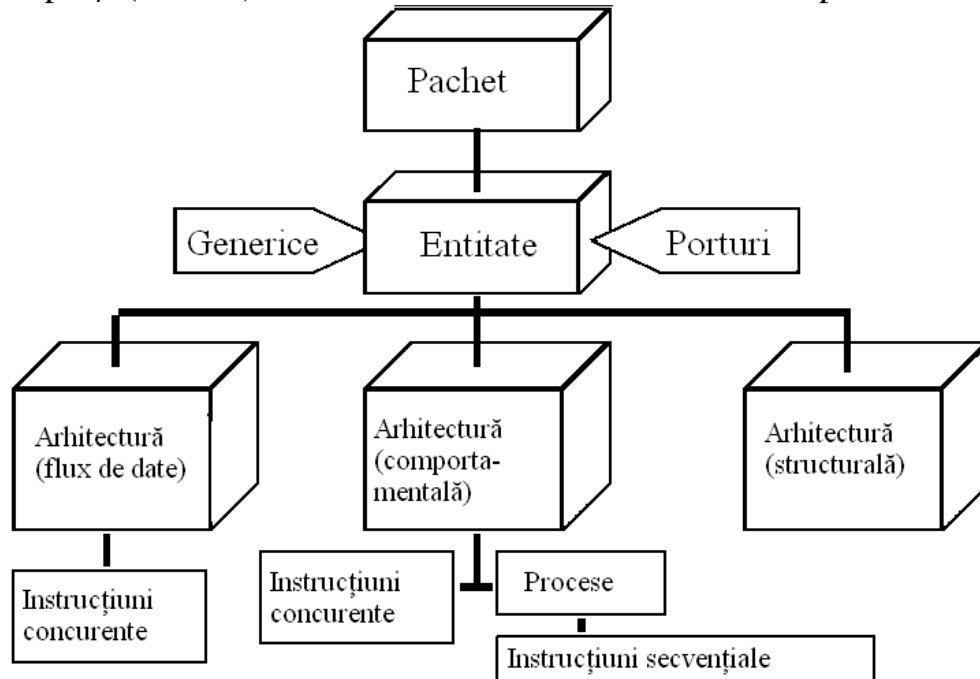 Pachet
Generice
Entitate
Porturi
Arhitectură
(flux de date)
Arhitectură
(comporta-
mentală)
Arhitectură
(structurală)
Instrucțiuni
concurente
Instrucțiuni
concurente
Procese
Instrucțiuni secvențiale